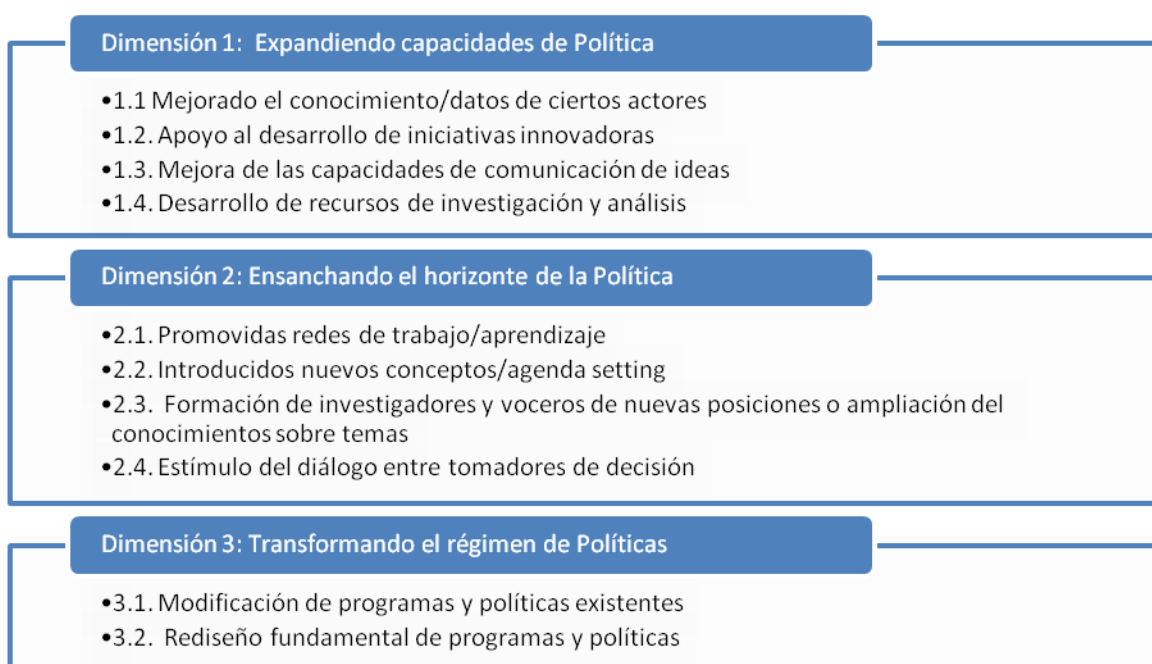 Dimensión 1: Expandiendo capacidades de Política
•1.1 Mejorado el conocimiento/datos de ciertos actores
•1.2. Apoyo al desarrollo de iniciativas innovadoras
•1.3. Mejora de las capacidades de comunicación de ideas
•1.4. Desarrollo de recursos de investigación y análisis
Dimensión 2: Ensanchando el horizonte de la Política
•2.1. Promovidas redes de trabajo/aprendizaje
•2.2. Introducidos nuevos conceptos/agenda setting
•2.3. Formación de investigadores y voceros de nuevas posiciones o ampliación del
conocimientos sobre temas
•2.4. Estímulo del diálogo entre tomadores de decisión
Dimensión 3: Transformando el régimen de Políticas
•3.1. Modificación de programas y políticas existentes
•3.2. Rediseño fundamental de programas y políticas